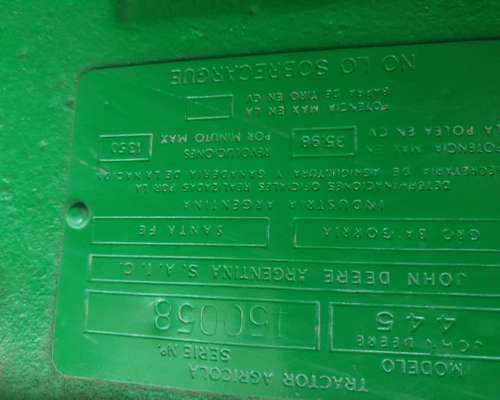 TRACTOR AGRICOLA
MODELO SERIE Nº.
JOHN DEERE
445 150058
JOHN DEERE ARGENTINA S. A. I. C.
GRO BAIGORRIA SANTA FE
INDUSTRIA ARGENTINA
DETERMINACIONES OFICIALES REALIZADAS POR LA
SECRETARIA DE AGRICULTURA Y GANADERIA DE LA NACION
POTENCIA MAX EN REVOLUCIONES
LA POLEA EN CV 35,98 POR MINUTO MAX 1350
POTENCIA MAX EN LA
BARRA DE TIRO EN CV
NO LO SOBRECARGUE